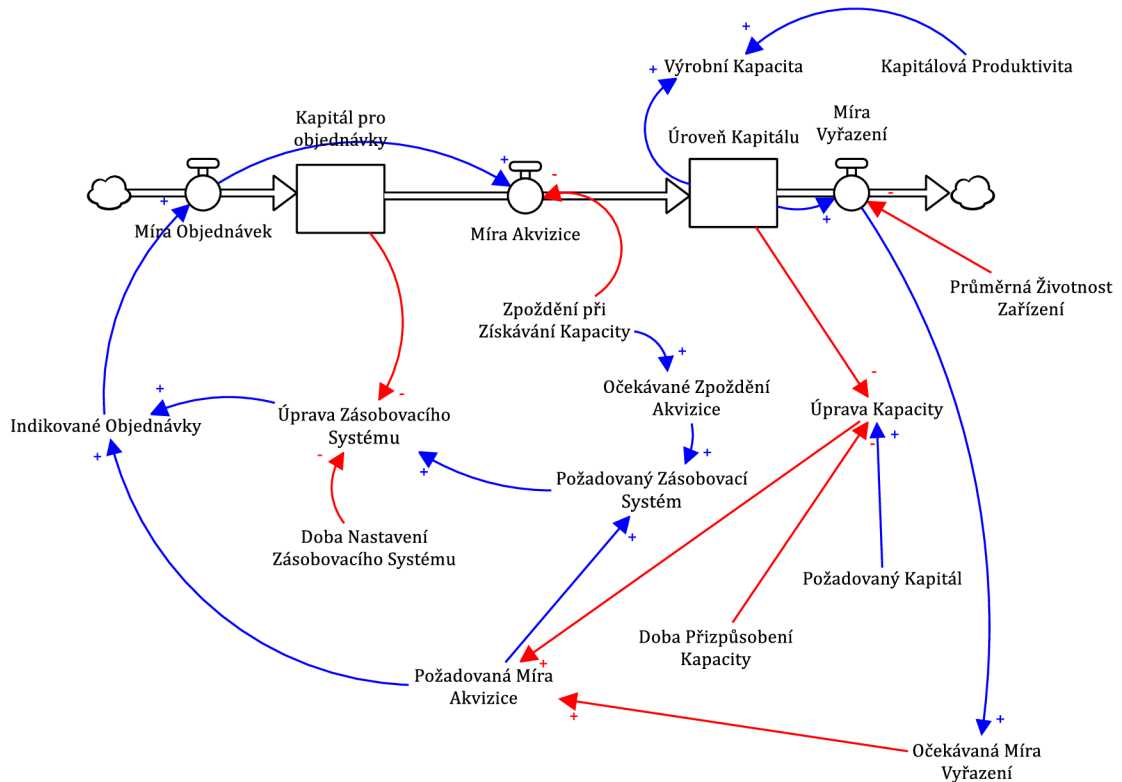 Výrobní Kapacita
Kapitálová Produktivita
Kapitál pro
objednávky
Úroveň Kapitálu
Míra
Vyřazení
Míra Objednávek
Míra Akvizice
Průměrná Životnost
Zařízení
Zpoždění při
Získávání Kapacity
Očekávané Zpoždění
Akvizice
Úprava Kapacity
Indikované Objednávky
Úprava Zásobovacího
Systému
Požadovaný Zásobovací
Systém
Doba Nastavení
Zásobovacího Systému
Požadovaný Kapitál
Doba Přizpůsobení
Kapacity
Požadovaná Míra
Akvizice
Očekávaná Míra
Vyřazení